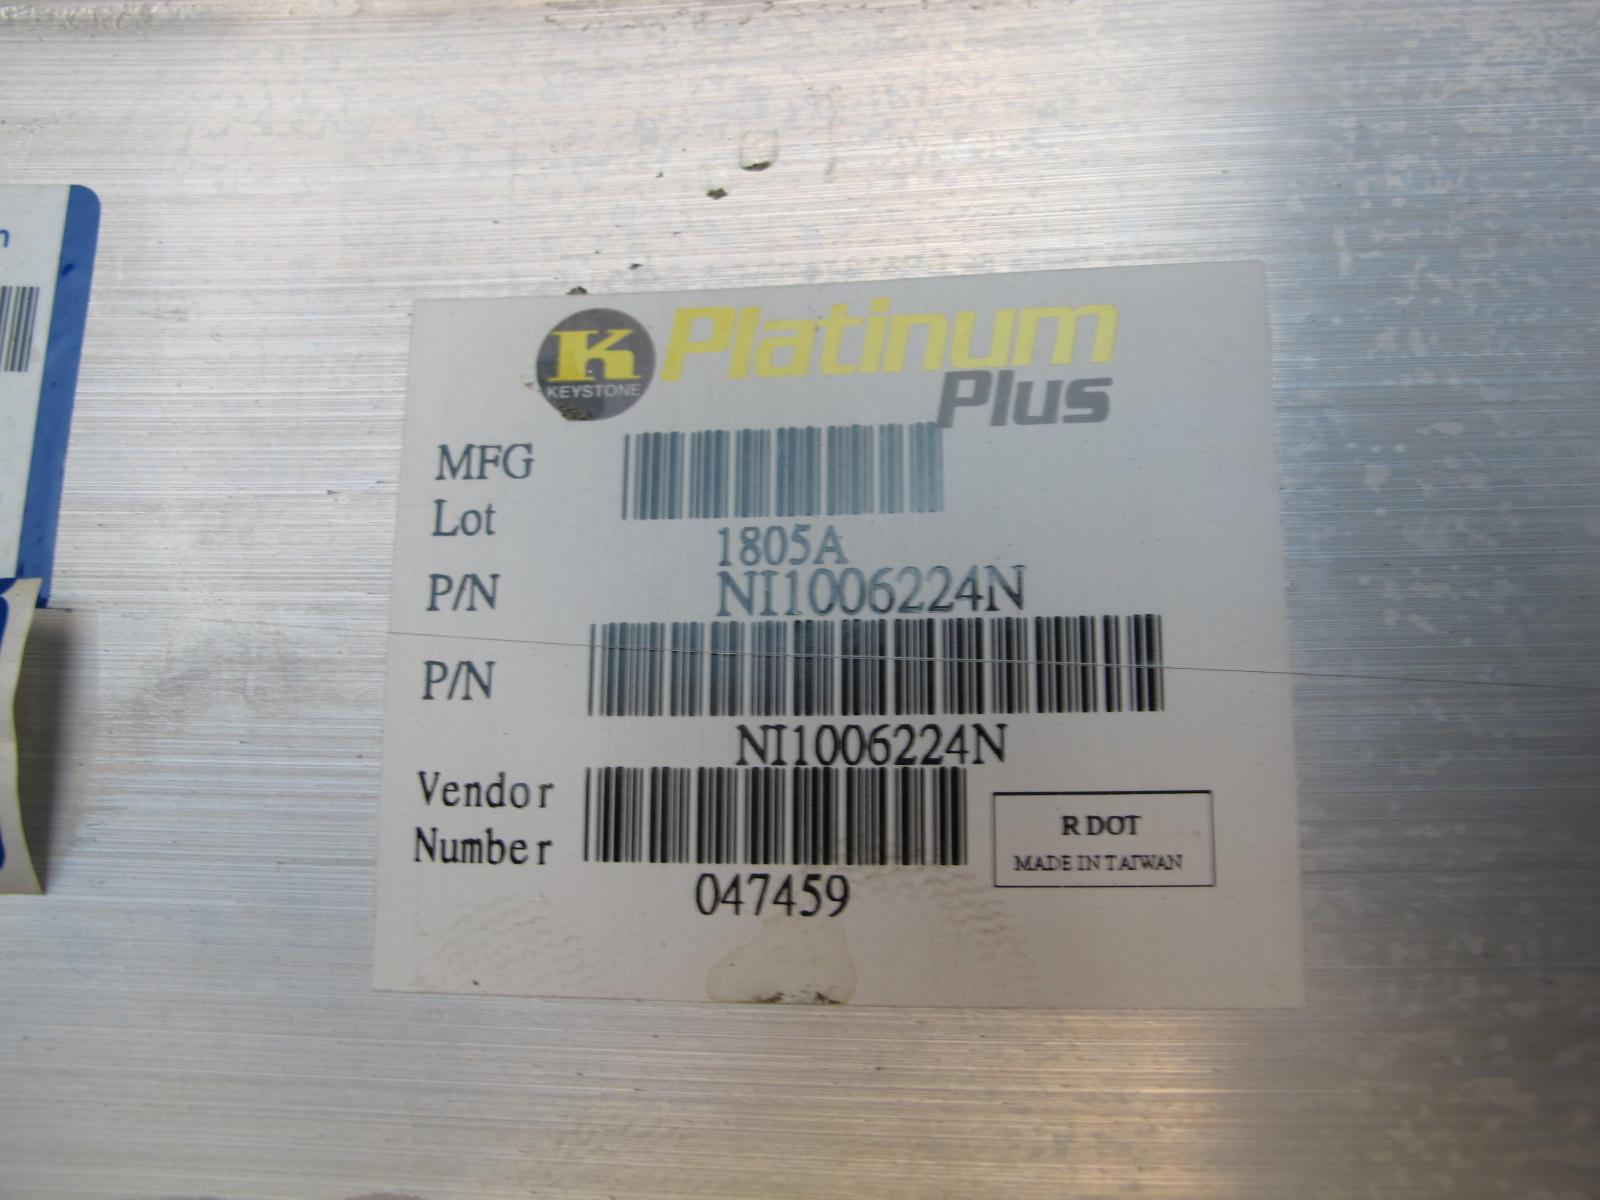 K
KEYSTONE
Platinum
Plus
MFG
Lot
1805A
P/N NI1006224N
P/N
NI1006224N
Vendor
Number
047459
R DOT
MADE IN TAIWAN